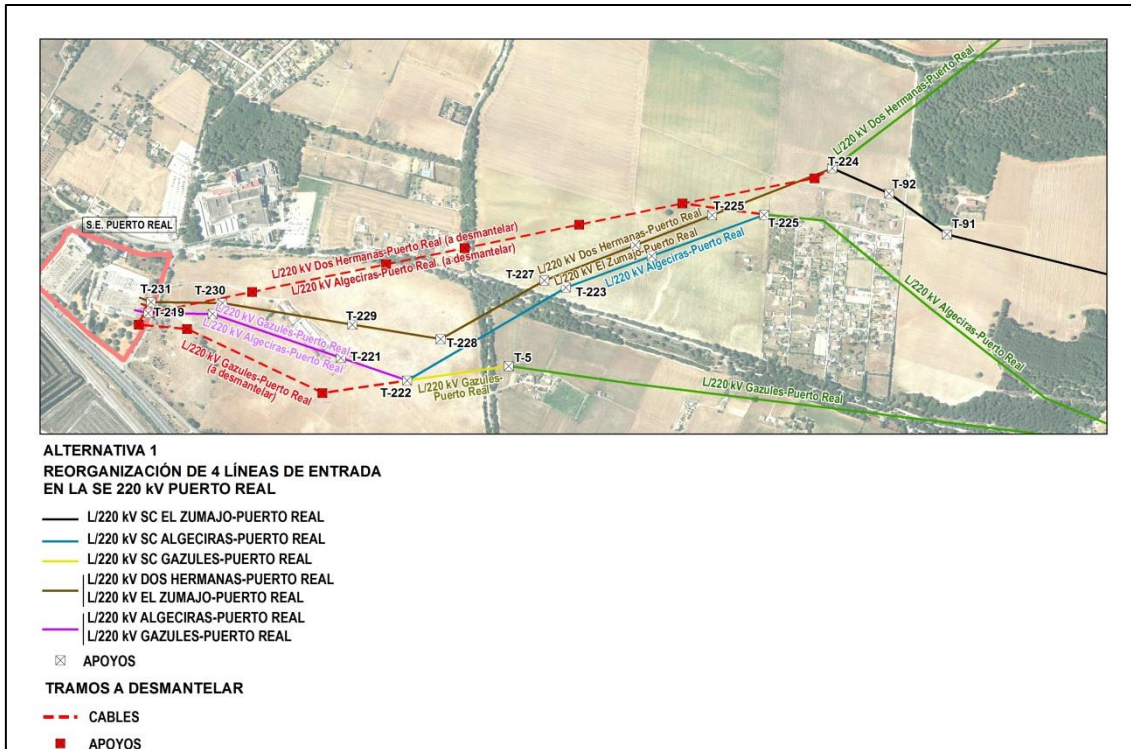 L/220 kV Dos Hermanas-Puerto Real
T-224
T-92
T-91
S.E. PUERTO REAL
T-225
T-225
L/220 kV Dos Hermanas-Puerto Real (a desmantelar)
L/220 kV Algeciras-Puerto Real (a desmantelar)
L/220 kV Dos Hermanas-Puerto Real
L/220 kV El Zumajo-Puerto Real
L/220 kV Algeciras-Puerto Real
T-227
T-223
L/220 kV Algeciras-Puerto Real
T-231
T-230
T-219
L/220 kV Gazules-Puerto Real
L/220 kV Algeciras-Puerto Real
T-229
T-228
T-221
T-5
T-222
L/220 kV Gazules-Puerto Real
(a desmantelar)
L/220 kV Gazules-
Puerto Real
L/220 kV Gazules-Puerto Real
ALTERNATIVA 1
REORGANIZACIÓN DE 4 LÍNEAS DE ENTRADA
EN LA SE 220 kV PUERTO REAL
L/220 kV SC EL ZUMAJO-PUERTO REAL
L/220 kV SC ALGECIRAS-PUERTO REAL
L/220 kV SC GAZULES-PUERTO REAL
L/220 kV DOS HERMANAS-PUERTO REAL
L/220 kV EL ZUMAJO-PUERTO REAL
L/220 kV ALGECIRAS-PUERTO REAL
L/220 kV GAZULES-PUERTO REAL
APOYOS
TRAMOS A DESMANTELAR
CABLES
APOYOS